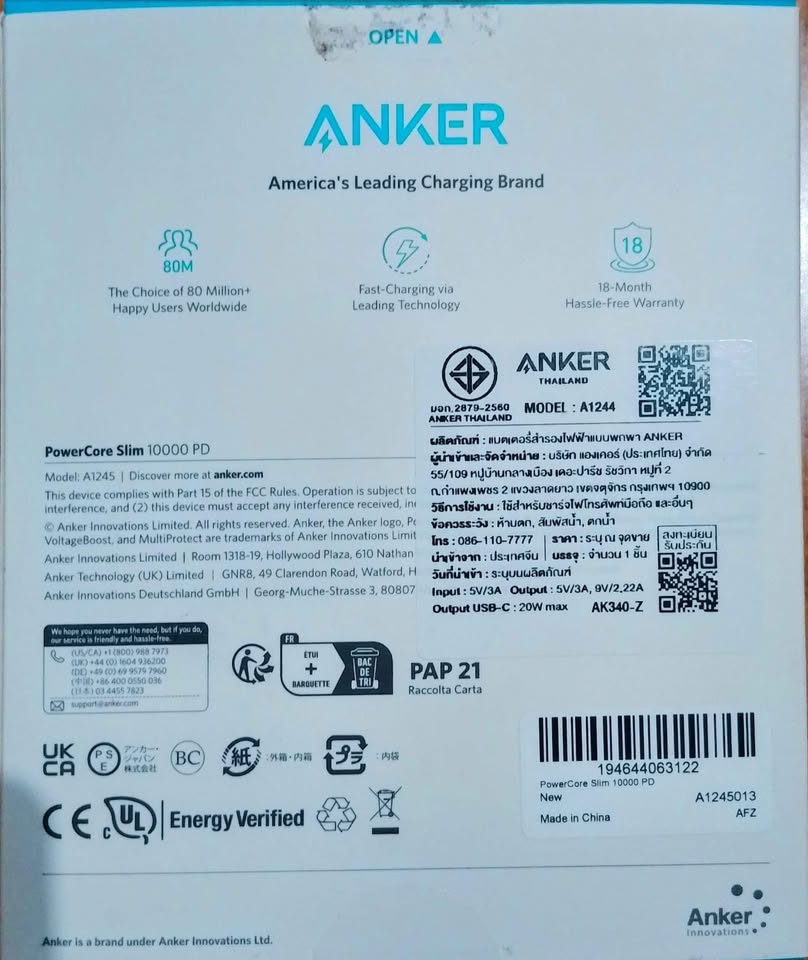 OPEN ▲
ANKER
America's Leading Charging Brand
80M
The Choice of 80 Million+
Happy Users Worldwide
Fast-Charging via
Leading Technology
18
18-Month
Hassle-Free Warranty
มอก.2879-2560
ANKER THAILAND
ANKER
THAILAND
MODEL : A1244
ผลิตภัณฑ์ : แบตเตอรี่สำรองไฟฟ้าแบบพกพา ANKER
ผู้นำเข้าและจัดจำหน่าย : บริษัท แองเคอร์ (ประเทศไทย) จำกัด
55/109 หมู่บ้านกลางเมือง เดอะปารีช รัชวิภา หมู่ที่ 2
ถ.กำแพงเพชร 2 แขวงลาดยาว เขตจตุจักร กรุงเทพฯ 10900
วิธีการใช้งาน : ใช้สำหรับชาร์จไฟโทรศัพท์มือถือ และอื่นๆ
ข้อควรระวัง : ห้ามตก, สัมผัสน้ำ, ตกน้ำ
โทร : 086-110-7777 | ราคา : ระบุ ณ จุดขาย
นำเข้าจาก : ประเทศจีน | บรรจุ : จำนวน 1 ชิ้น
วันที่นำเข้า : ระบุบนผลิตภัณฑ์
Input : 5V/3A Output : 5V/3A, 9V/2.22A
Output USB-C : 20W max AK340-Z
ลงทะเบียน
รับประกัน
PowerCore Slim 10000 PD
Model: A1245 | Discover more at anker.com
This device complies with Part 15 of the FCC Rules. Operation is subject to
interference, and (2) this device must accept any interference received,
© Anker Innovations Limited. All rights reserved. Anker, the Anker logo,
VoltageBoost, and MultiProtect are trademarks of Anker Innovations Limit
Anker Innovations Limited | Room 1318-19, Hollywood Plaza, 610 Nathan
Anker Technology (UK) Limited | GNR8, 49 Clarendon Road, Watford, H
Anker Innovations Deutschland GmbH | Georg-Muche-Strasse 3, 80807
We hope you never have the need, but if you do,
our service is friendly and hassle-free.
(US/CA) +1 (800) 988 7973
(UK) +44 (0) 1604 936200
(DE) +49 (0) 69 9579 7960
(中国) +86 400 0550 036
(日本) 03 4455 7823
support@anker.com
FR
ÉTUI
+
BARQUETTE
BAC
DE
TRI
PAP 21
Raccolta Carta
UK
CA
PS
E
アンカー・
ジャパン
株式会社
BC
紙
:外箱・内箱
プラ
:内袋
CE
c UL
Energy Verified
194644063122
PowerCore Slim 10000 PD
New
A1245013
Made in China
AFZ
Anker is a brand under Anker Innovations Ltd.
Anker
Innovations